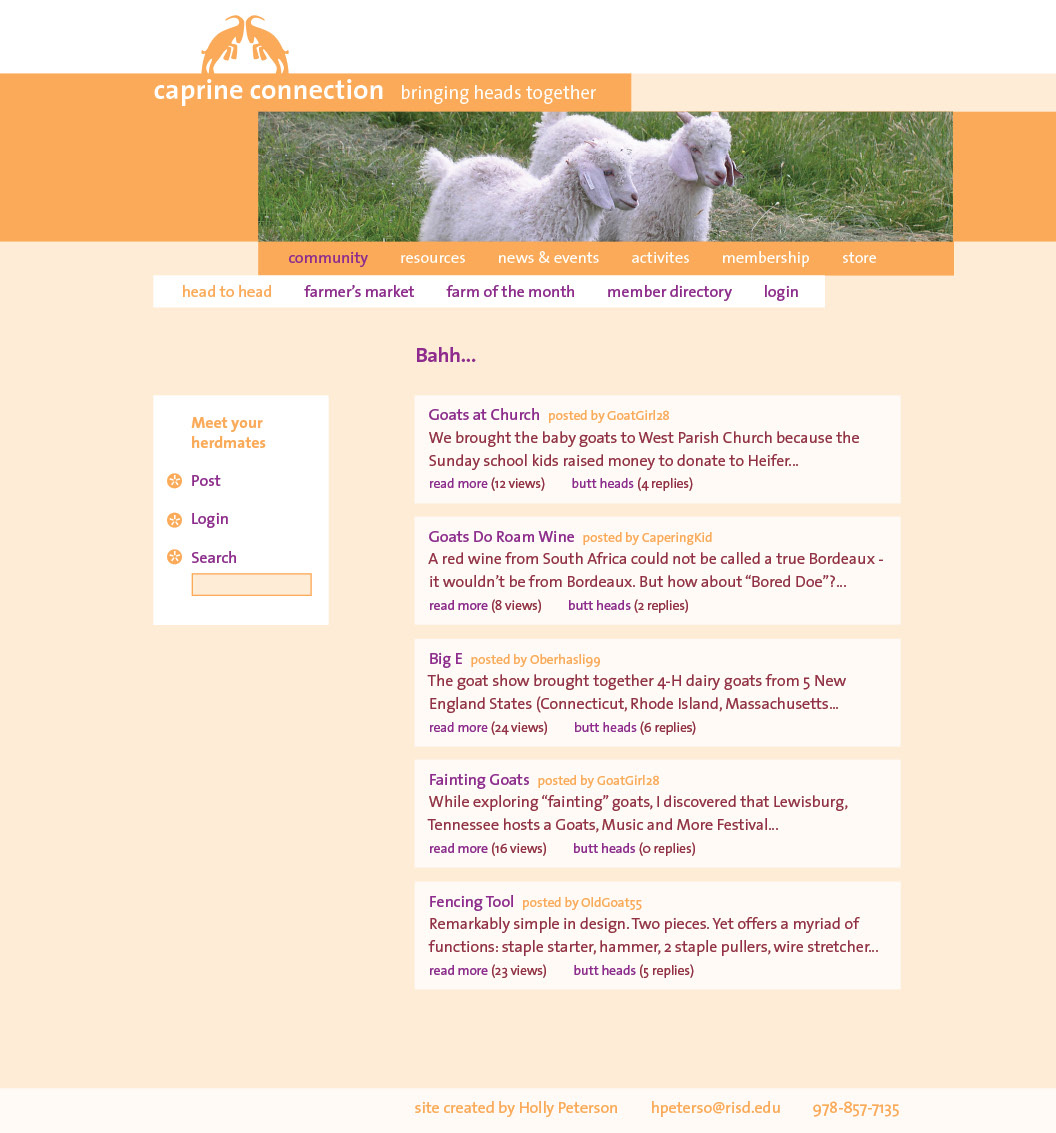 caprine connection bringing heads together
community resources news & events activites membership store
head to head farmer's market farm of the month member directory login
Bahh...
Meet your
herdmates
Post
Login
Search
Goats at Church posted by GoatGirl28
We brought the baby goats to West Parish Church because the
Sunday school kids raised money to donate to Heifer...
read more (12 views) butt heads (4 replies)
Goats Do Roam Wine posted by CaperingKid
A red wine from South Africa could not be called a true Bordeaux -
it wouldn't be from Bordeaux. But how about “Bored Doe”?...
read more (8 views) butt heads (2 replies)
Big E posted by Oberhasli99
The goat show brought together 4-H dairy goats from 5 New
England States (Connecticut, Rhode Island, Massachusetts...
read more (24 views) butt heads (6 replies)
Fainting Goats posted by GoatGirl28
While exploring “fainting” goats, I discovered that Lewisburg,
Tennessee hosts a Goats, Music and More Festival...
read more (16 views) butt heads (0 replies)
Fencing Tool posted by OldGoat55
Remarkably simple in design. Two pieces. Yet offers a myriad of
functions: staple starter, hammer, 2 staple pullers, wire stretcher...
read more (23 views) butt heads (5 replies)
site created by Holly Peterson hpeterso@risd.edu 978-857-7135